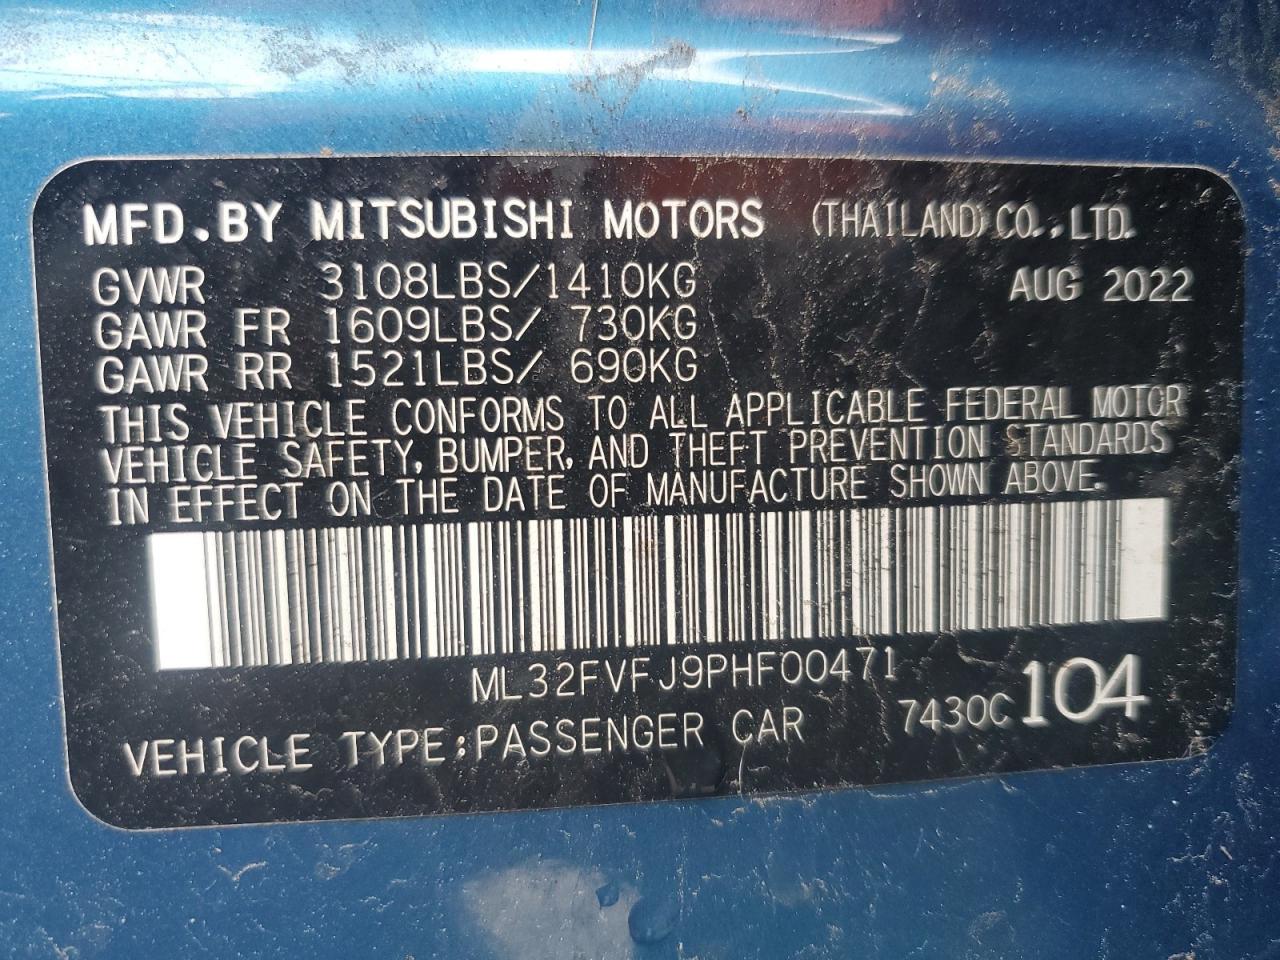 MFD.BY MITSUBISHI MOTORS (THAILAND) CO., LTD.
GVWR 3108LBS/1410KG AUG 2022
GAWR FR 1609LBS/ 730KG
GAWR RR 1521LBS/ 690KG
THIS VEHICLE CONFORMS TO ALL APPLICABLE FEDERAL MOTOR
VEHICLE SAFETY, BUMPER, AND THEFT PREVENTION STANDARDS
IN EFFECT ON THE DATE OF MANUFACTURE SHOWN ABOVE.
ML32FVFJ9PHF00471
VEHICLE TYPE:PASSENGER CAR 7430C 104